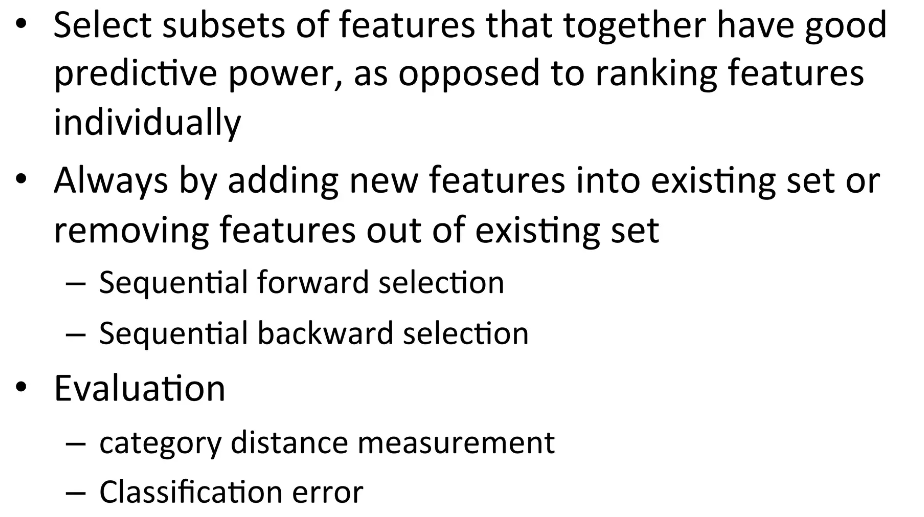 • Select subsets of features that together have good
predictive power, as opposed to ranking features
individually
• Always by adding new features into existing set or
removing features out of existing set
– Sequential forward selection
– Sequential backward selection
• Evaluation
– category distance measurement
– Classification error